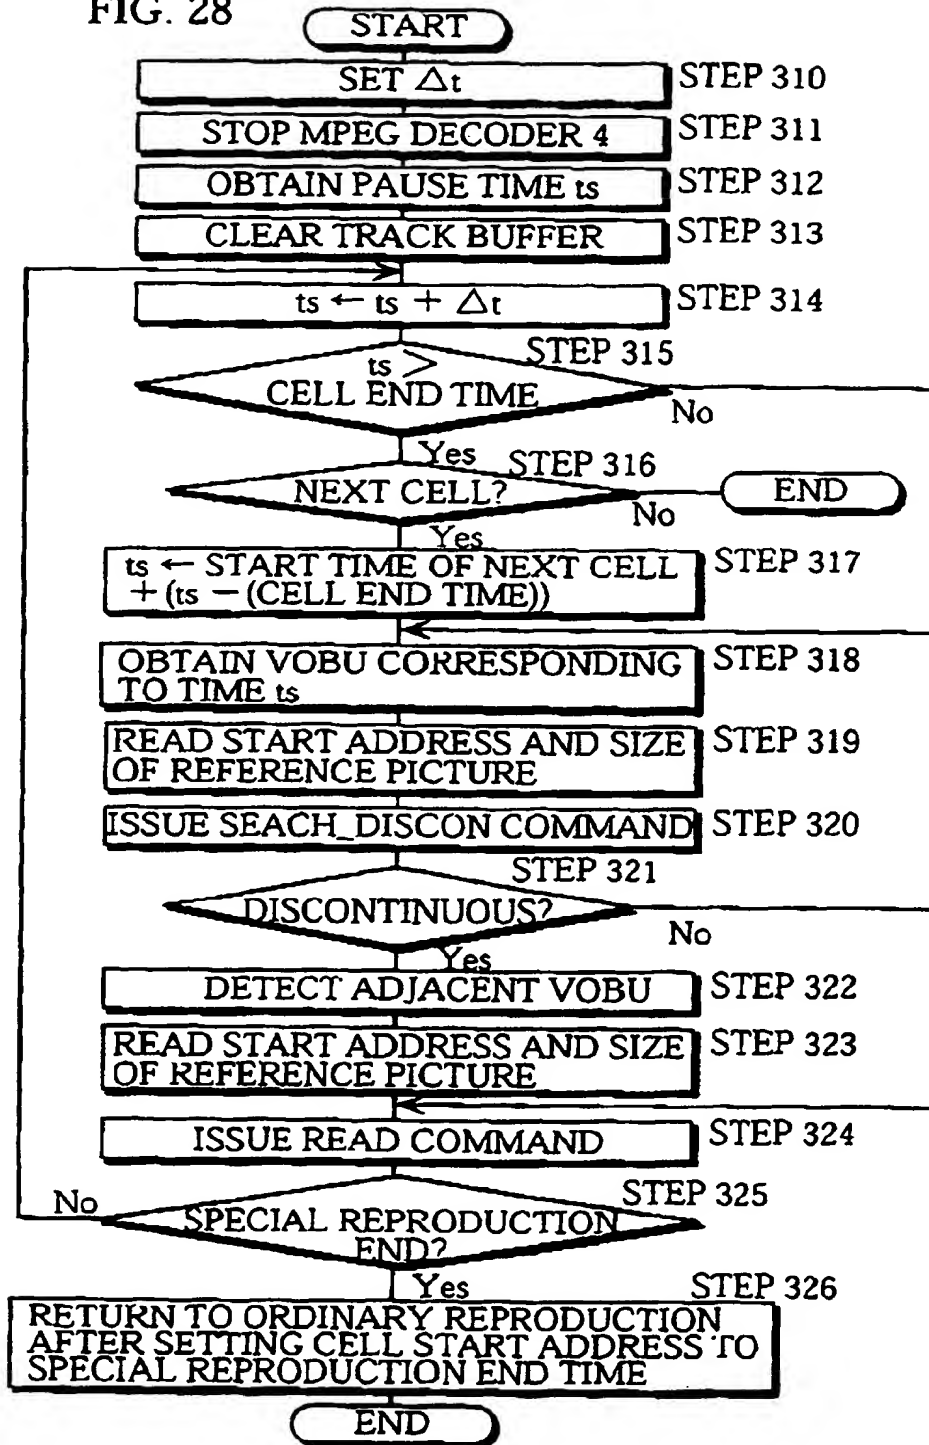 FIG. 28
START
SET △t STEP 310
STOP MPEG DECODER 4 STEP 311
OBTAIN PAUSE TIME ts STEP 312
CLEAR TRACK BUFFER STEP 313
ts ← ts + △t STEP 314
STEP 315
ts >
CELL END TIME
No
Yes
STEP 316
NEXT CELL?
No
END
Yes
ts ← START TIME OF NEXT CELL STEP 317
+ (ts − (CELL END TIME))
OBTAIN VOBU CORRESPONDING STEP 318
TO TIME ts
READ START ADDRESS AND SIZE STEP 319
OF REFERENCE PICTURE
ISSUE SEACH_DISCON COMMAND STEP 320
STEP 321
DISCONTINUOUS?
No
Yes
DETECT ADJACENT VOBU STEP 322
READ START ADDRESS AND SIZE STEP 323
OF REFERENCE PICTURE
ISSUE READ COMMAND STEP 324
STEP 325
No
SPECIAL REPRODUCTION
END?
Yes
STEP 326
RETURN TO ORDINARY REPRODUCTION
AFTER SETTING CELL START ADDRESS TO
SPECIAL REPRODUCTION END TIME
END